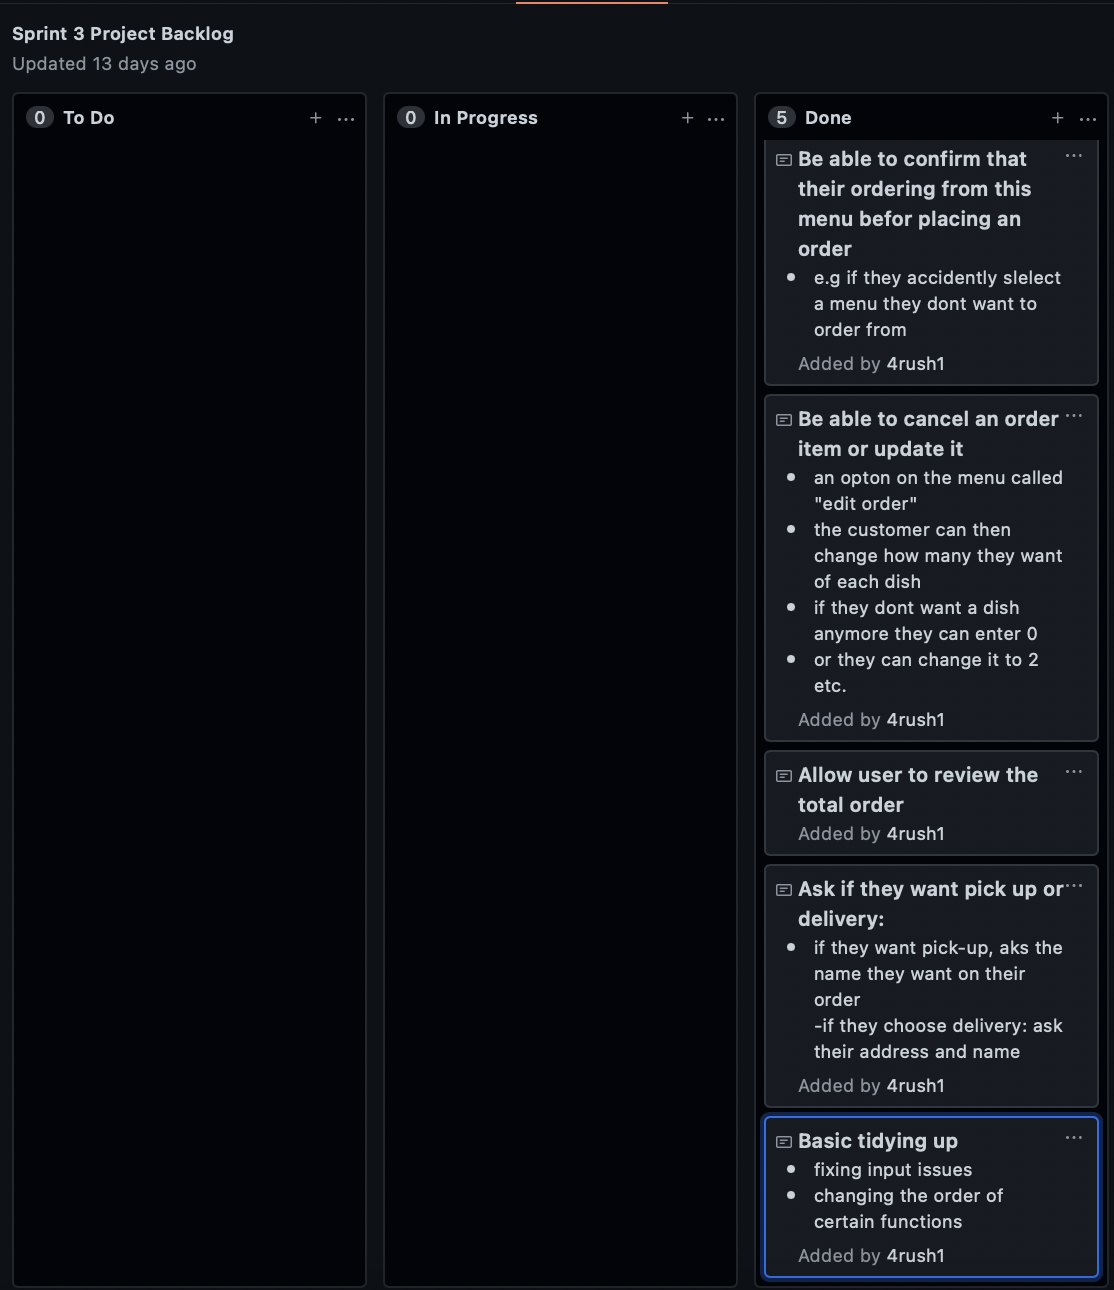 Sprint 3 Project Backlog
Updated 13 days ago
0 To Do
0 In Progress
5 Done
Be able to confirm that
their ordering from this
menu befor placing an
order
e.g if they accidently slelect
a menu they dont want to
order from
Added by 4rush1
Be able to cancel an order
item or update it
an opton on the menu called
"edit order"
the customer can then
change how many they want
of each dish
if they dont want a dish
anymore they can enter 0
or they can change it to 2
etc.
Added by 4rush1
Allow user to review the
total order
Added by 4rush1
Ask if they want pick up or
delivery:
if they want pick-up, aks the
name they want on their
order
-if they choose delivery: ask
their address and name
Added by 4rush1
Basic tidying up
fixing input issues
changing the order of
certain functions
Added by 4rush1